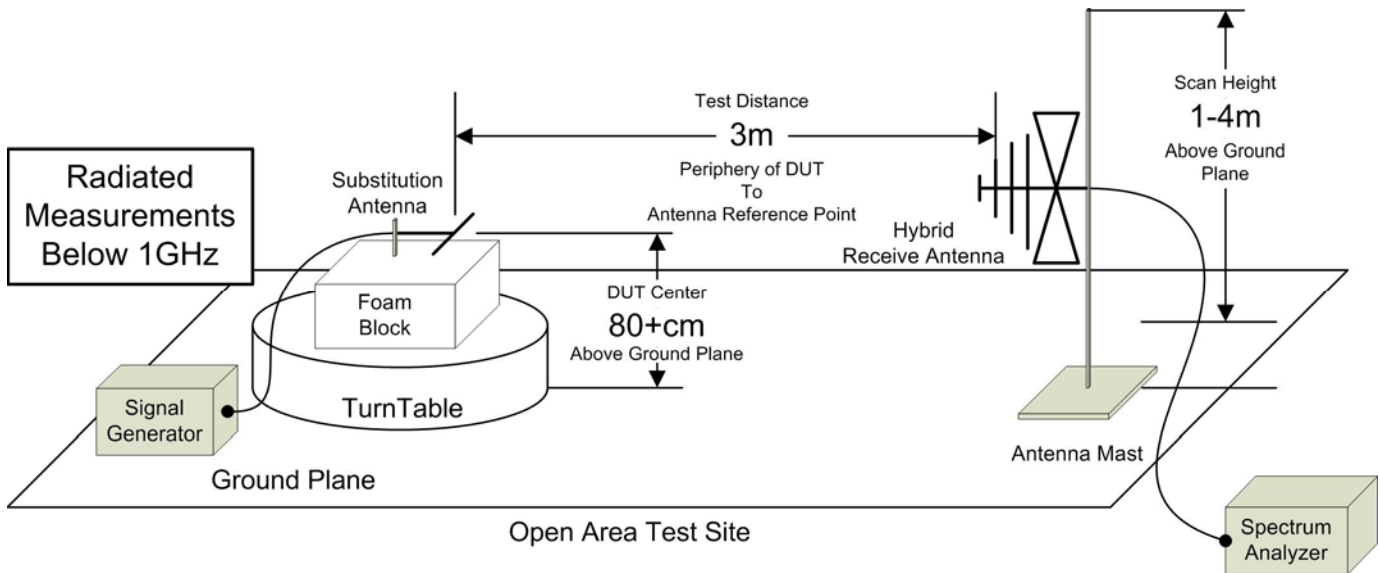 Radiated
Measurements
Below 1GHz
Substitution
Antenna
Test Distance
3m
Periphery of DUT
To
Antenna Reference Point
Scan Height
1-4m
Above Ground
Plane
Hybrid
Receive Antenna
Foam
Block
DUT Center
80+cm
Above Ground Plane
TurnTable
Signal
Generator
Ground Plane
Antenna Mast
Open Area Test Site
Spectrum
Analyzer